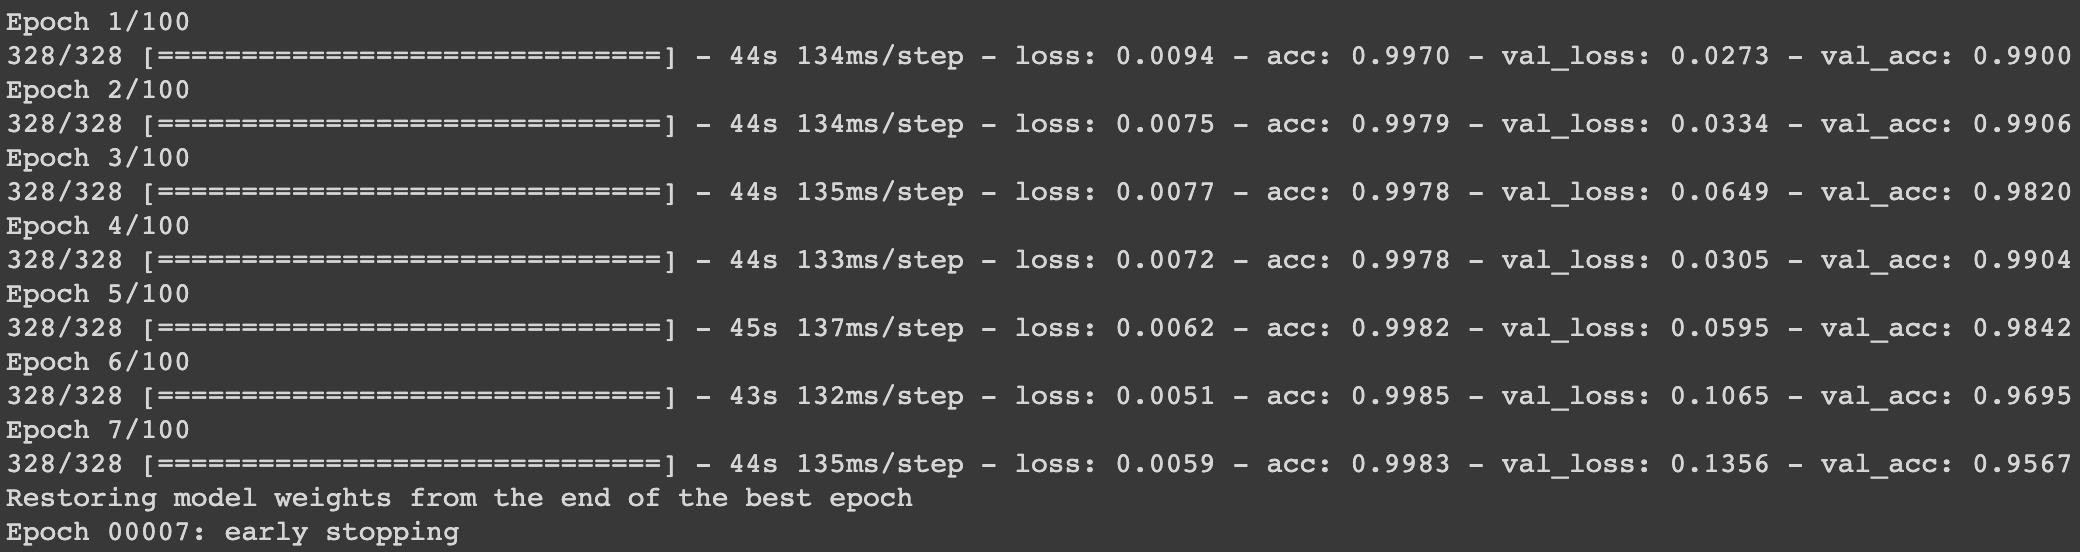 Epoch 1/100
328/328 [==============================] - 44s 134ms/step - loss: 0.0094 - acc: 0.9970 - val_loss: 0.0273 - val_acc: 0.9900
Epoch 2/100
328/328 [==============================] - 44s 134ms/step - loss: 0.0075 - acc: 0.9979 - val_loss: 0.0334 - val_acc: 0.9906
Epoch 3/100
328/328 [==============================] - 44s 135ms/step - loss: 0.0077 - acc: 0.9978 - val_loss: 0.0649 - val_acc: 0.9820
Epoch 4/100
328/328 [==============================] - 44s 133ms/step - loss: 0.0072 - acc: 0.9978 - val_loss: 0.0305 - val_acc: 0.9904
Epoch 5/100
328/328 [==============================] - 45s 137ms/step - loss: 0.0062 - acc: 0.9982 - val_loss: 0.0595 - val_acc: 0.9842
Epoch 6/100
328/328 [==============================] - 43s 132ms/step - loss: 0.0051 - acc: 0.9985 - val_loss: 0.1065 - val_acc: 0.9695
Epoch 7/100
328/328 [==============================] - 44s 135ms/step - loss: 0.0059 - acc: 0.9983 - val_loss: 0.1356 - val_acc: 0.9567
Restoring model weights from the end of the best epoch
Epoch 00007: early stopping